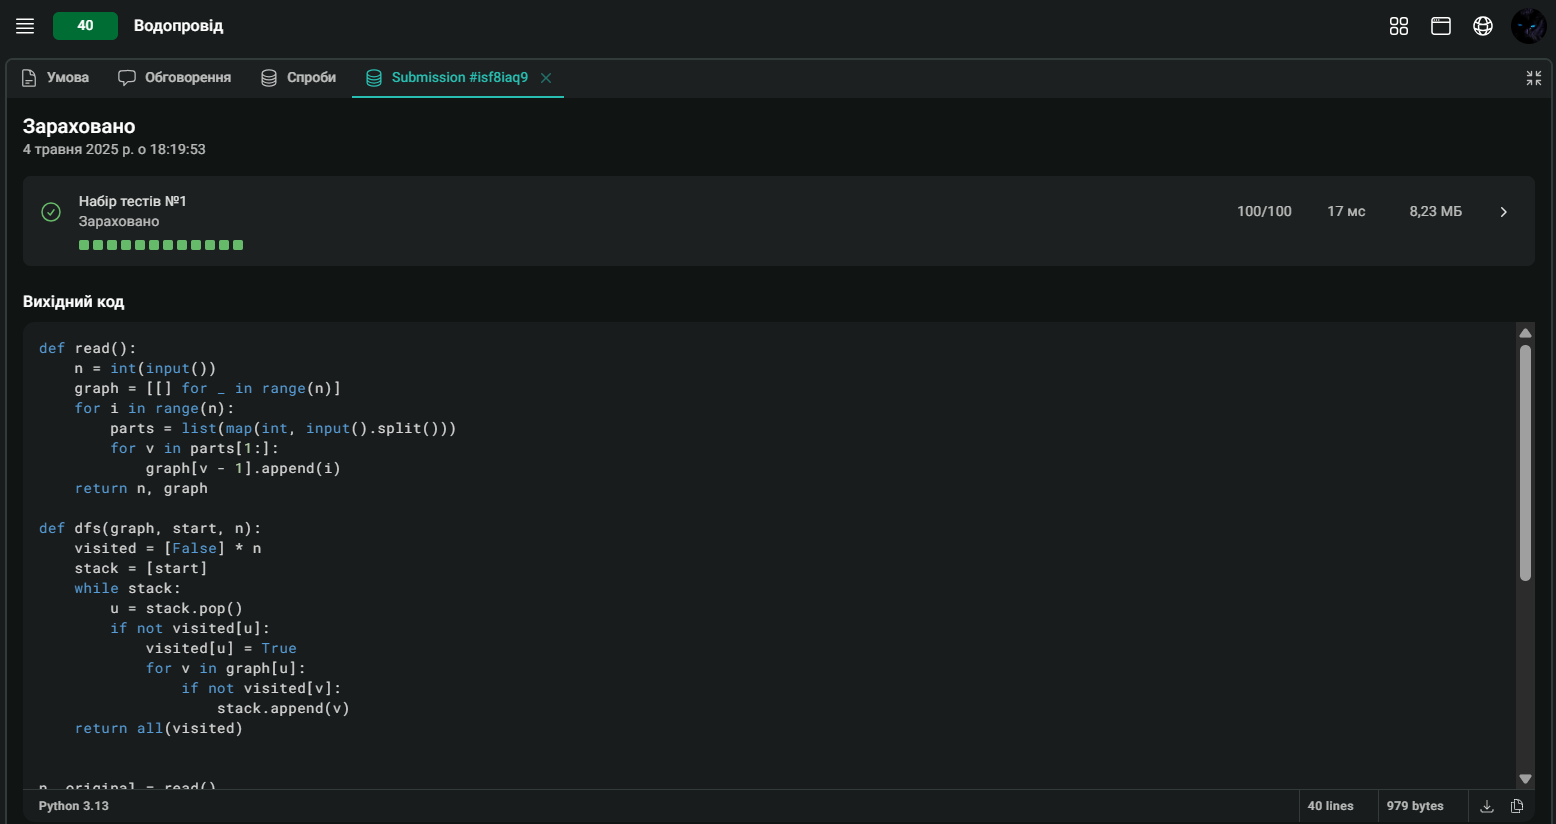 40 Водопровід
Умова Обговорення Спроби Submission #isf8iaq9
Зараховано
4 травня 2025 р. о 18:19:53
Набір тестів №1
Зараховано
100/100 17 мс 8,23 МБ
Вихідний код
def read():
    n = int(input())
    graph = [[] for _ in range(n)]
    for i in range(n):
        parts = list(map(int, input().split()))
        for v in parts[1:]:
            graph[v - 1].append(i)
    return n, graph
def dfs(graph, start, n):
    visited = [False] * n
    stack = [start]
    while stack:
        u = stack.pop()
        if not visited[u]:
            visited[u] = True
            for v in graph[u]:
                if not visited[v]:
                    stack.append(v)
    return all(visited)
n, original = read()
Python 3.13 40 lines 979 bytes